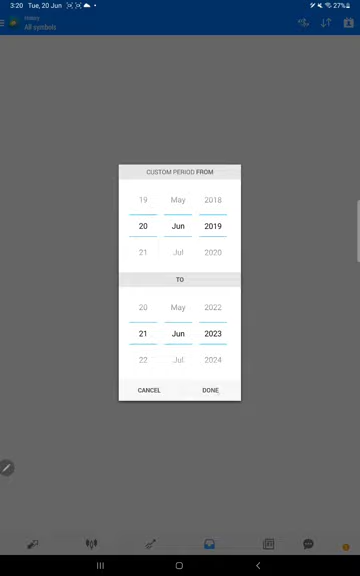 3:20 Tue, 20 Jun
27%
History
All symbols
CUSTOM PERIOD FROM
19 May 2018
20 Jun 2019
21 Jul 2020
TO
20 May 2022
21 Jun 2023
22 Jul 2024
CANCEL DONE